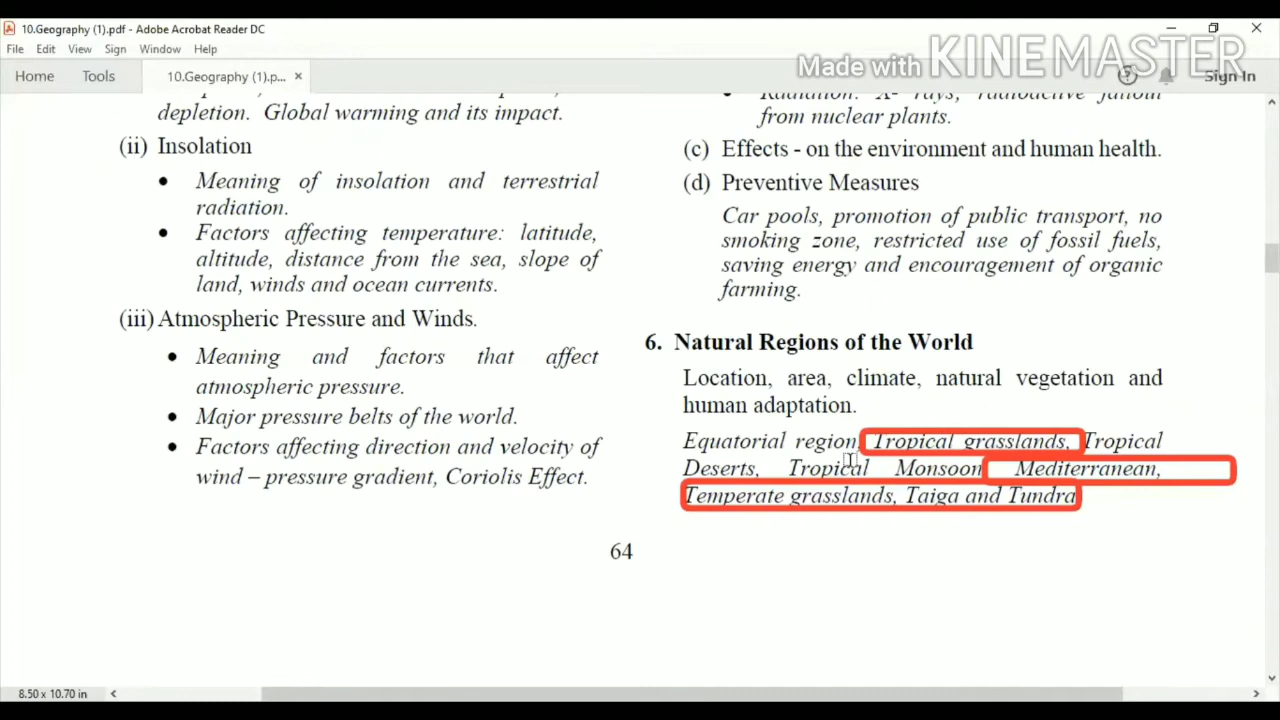 10.Geography (1).pdf - Adobe Acrobat Reader DC
File Edit View Sign Window Help
Home Tools 10.Geography (1).p... ×
Made with KINEMASTER
Sign In
depletion. Global warming and its impact.
(ii) Insolation
• Meaning of insolation and terrestrial
radiation.
• Factors affecting temperature: latitude,
altitude, distance from the sea, slope of
land, winds and ocean currents.
(iii) Atmospheric Pressure and Winds.
• Meaning and factors that affect
atmospheric pressure.
• Major pressure belts of the world.
• Factors affecting direction and velocity of
wind – pressure gradient, Coriolis Effect.
• Radiation: X- rays, radioactive fallout
from nuclear plants.
(c) Effects - on the environment and human health.
(d) Preventive Measures
Car pools, promotion of public transport, no
smoking zone, restricted use of fossil fuels,
saving energy and encouragement of organic
farming.
6. Natural Regions of the World
Location, area, climate, natural vegetation and
human adaptation.
Equatorial region, Tropical grasslands, Tropical
Deserts, Tropical Monsoon, Mediterranean,
Temperate grasslands, Taiga and Tundra
64
8.50 x 10.70 in